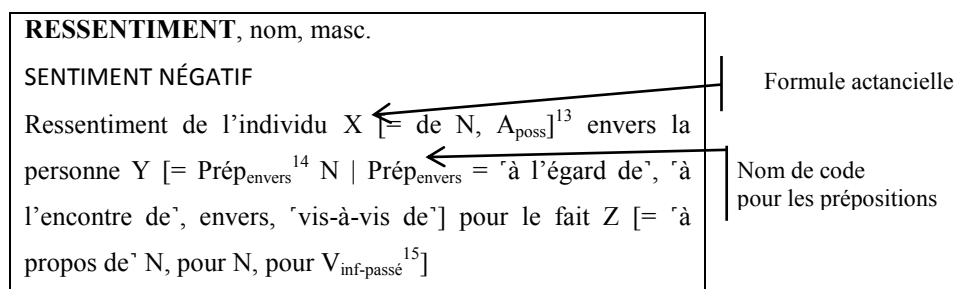 RESSENTIMENT, nom, masc.
SENTIMENT NÉGATIF
Ressentiment de l’individu X [= de N, Aposs]13 envers la
personne Y [= Prépenvers14 N | Prépenvers = ˹à l’égard de˺, ˹à
l’encontre de˺, envers, ˹vis-à-vis de˺] pour le fait Z [= ˹à
propos de˺ N, pour N, pour Vinf-passé15]
Formule actancielle
Nom de code
pour les prépositions